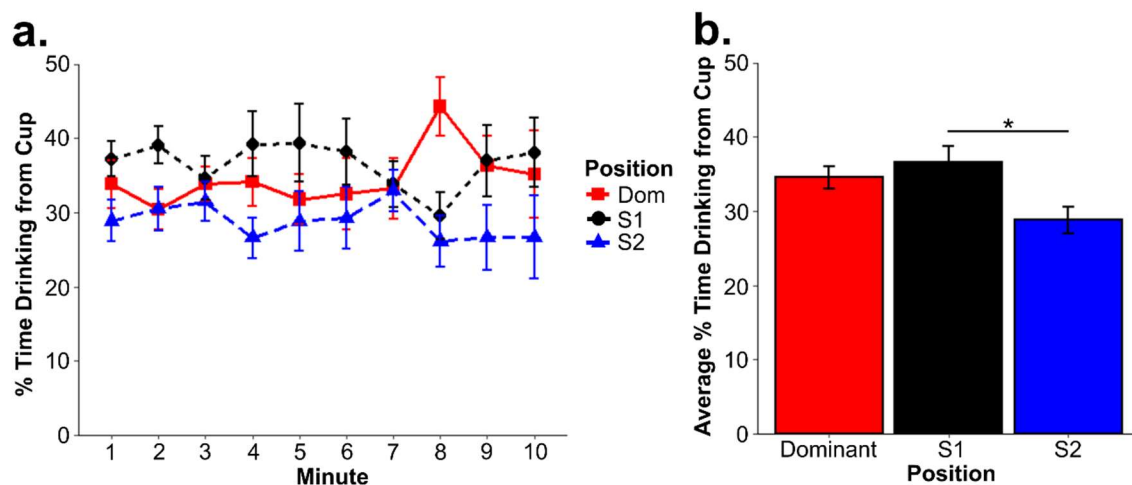 a.
% Time Drinking from Cup
50
40
30
20
10
0
1 2 3 4 5 6 7 8 9 10
Minute
Position
Dom
S1
S2
b.
Average % Time Drinking from Cup
50
40
30
20
10
0
*
Dominant S1 S2
Position